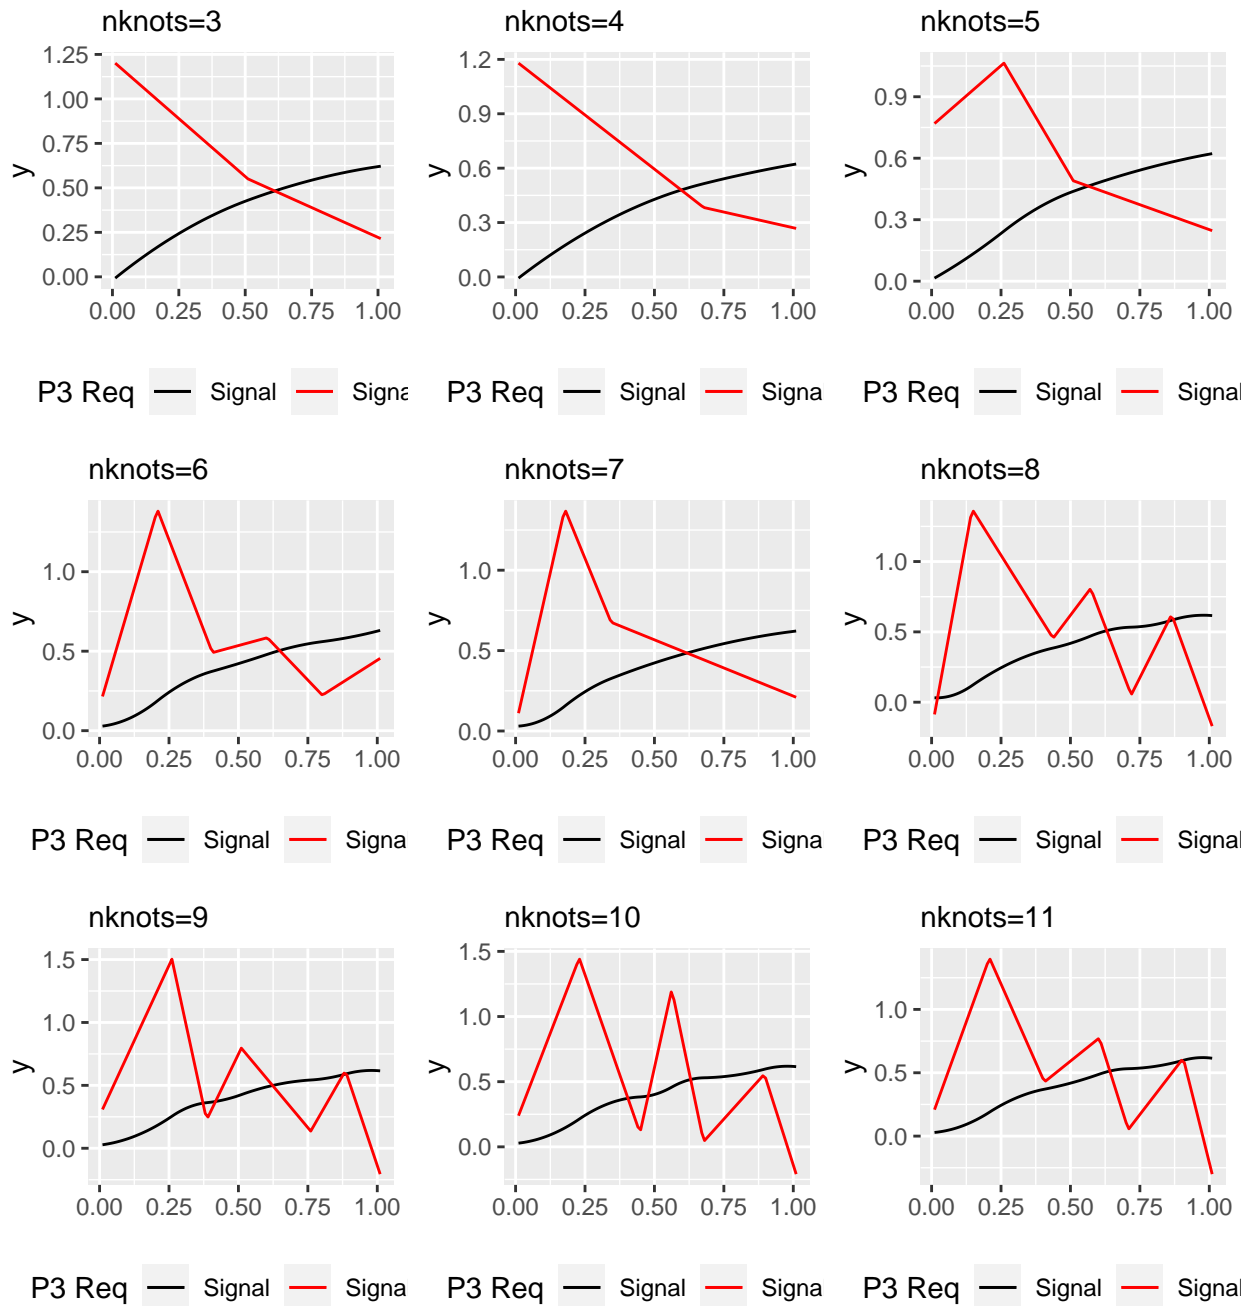 nknots=3 nknots=4 nknots=5
1.25 1.00 0.75 0.50 0.25 0.00
y
0.00 0.25 0.50 0.75 1.00
1.2 0.9 0.6 0.3 0.0
y
0.00 0.25 0.50 0.75 1.00
0.9 0.6 0.3 0.0
y
0.00 0.25 0.50 0.75 1.00
P3 Req Signal Signa P3 Req Signal Signa P3 Req Signal Signal
nknots=6 nknots=7 nknots=8
1.0 0.5 0.0
y
0.00 0.25 0.50 0.75 1.00
1.0 0.5 0.0
y
0.00 0.25 0.50 0.75 1.00
1.0 0.5 0.0
y
0.00 0.25 0.50 0.75 1.00
P3 Req Signal Signa P3 Req Signal Signa P3 Req Signal Signal
nknots=9 nknots=10 nknots=11
1.5 1.0 0.5 0.0
y
0.00 0.25 0.50 0.75 1.00
1.5 1.0 0.5 0.0
y
0.00 0.25 0.50 0.75 1.00
1.0 0.5 0.0
y
0.00 0.25 0.50 0.75 1.00
P3 Req Signal Signa P3 Req Signal Signa P3 Req Signal Signal